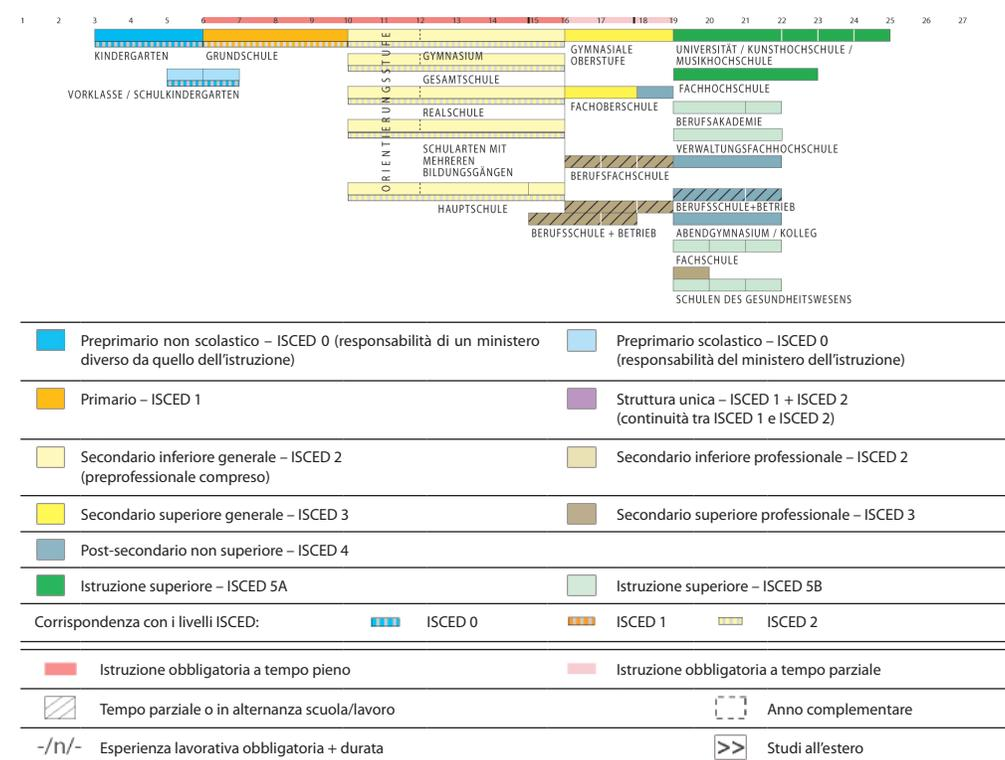 1 2 3 4 5 6 7 8 9 10 11 12 13 14 15 16 17 18 19 20 21 22 23 24 25 26 27
KINDERGARTEN
GRUNDSCHULE
VORKLASSE / SCHULKINDERGARTEN
ORIENTIERUNGSSTUFE
GYMNASIUM
GESAMTSCHULE
REALSCHULE
SCHULARTEN MIT
MEHREREN
BILDUNGSGÄNGEN
HAUPTSCHULE
GYMNASIALE
OBERSTUFE
FACHOBERSCHULE
BERUFSFACHSCHULE
BERUFSSCHULE + BETRIEB
UNIVERSITÄT / KUNSTHOCHSCHULE /
MUSIKHOCHSCHULE
FACHHOCHSCHULE
BERUFSAKADEMIE
VERWALTUNGSFACHHOCHSCHULE
BERUFSSCHULE+BETRIEB
ABENDGYMNASIUM / KOLLEG
FACHSCHULE
SCHULEN DES GESUNDHEITSWESENS
Preprimario non scolastico – ISCED 0 (responsabilità di un ministero
diverso da quello dell’istruzione)
Preprimario scolastico – ISCED 0
(responsabilità del ministero dell’istruzione)
Primario – ISCED 1
Struttura unica – ISCED 1 + ISCED 2
(continuità tra ISCED 1 e ISCED 2)
Secondario inferiore generale – ISCED 2
(preprofessionale compreso)
Secondario inferiore professionale – ISCED 2
Secondario superiore generale – ISCED 3
Secondario superiore professionale – ISCED 3
Post-secondario non superiore – ISCED 4
Istruzione superiore – ISCED 5A
Istruzione superiore – ISCED 5B
Corrispondenza con i livelli ISCED: ISCED 0 ISCED 1 ISCED 2
Istruzione obbligatoria a tempo pieno
Istruzione obbligatoria a tempo parziale
Tempo parziale o in alternanza scuola/lavoro
Anno complementare
-/n/- Esperienza lavorativa obbligatoria + durata
>> Studi all’estero